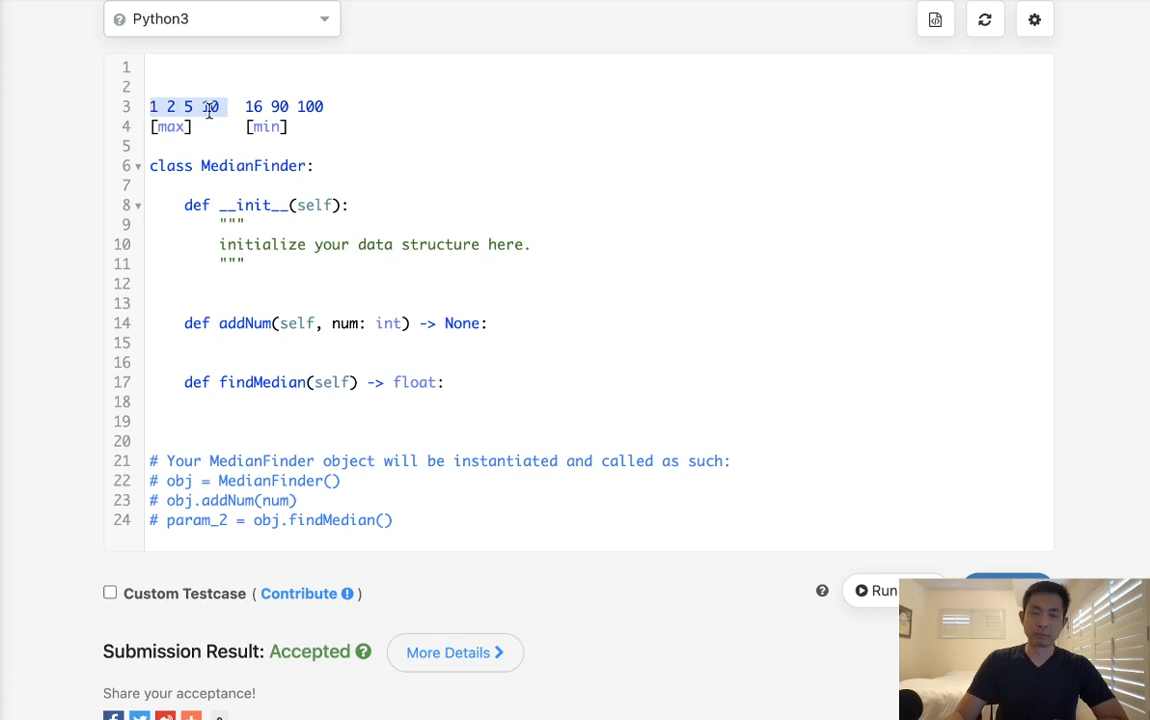 Python3
1
2
3 1 2 5 10 16 90 100
4 [max] [min]
5
6 class MedianFinder:
7
8 def __init__(self):
9 """
10 initialize your data structure here.
11 """
12
13
14 def addNum(self, num: int) -> None:
15
16
17 def findMedian(self) -> float:
18
19
20
21 # Your MedianFinder object will be instantiated and called as such:
22 # obj = MedianFinder()
23 # obj.addNum(num)
24 # param_2 = obj.findMedian()
Custom Testcase ( Contribute )
Run
Submission Result: Accepted
More Details
Share your acceptance!